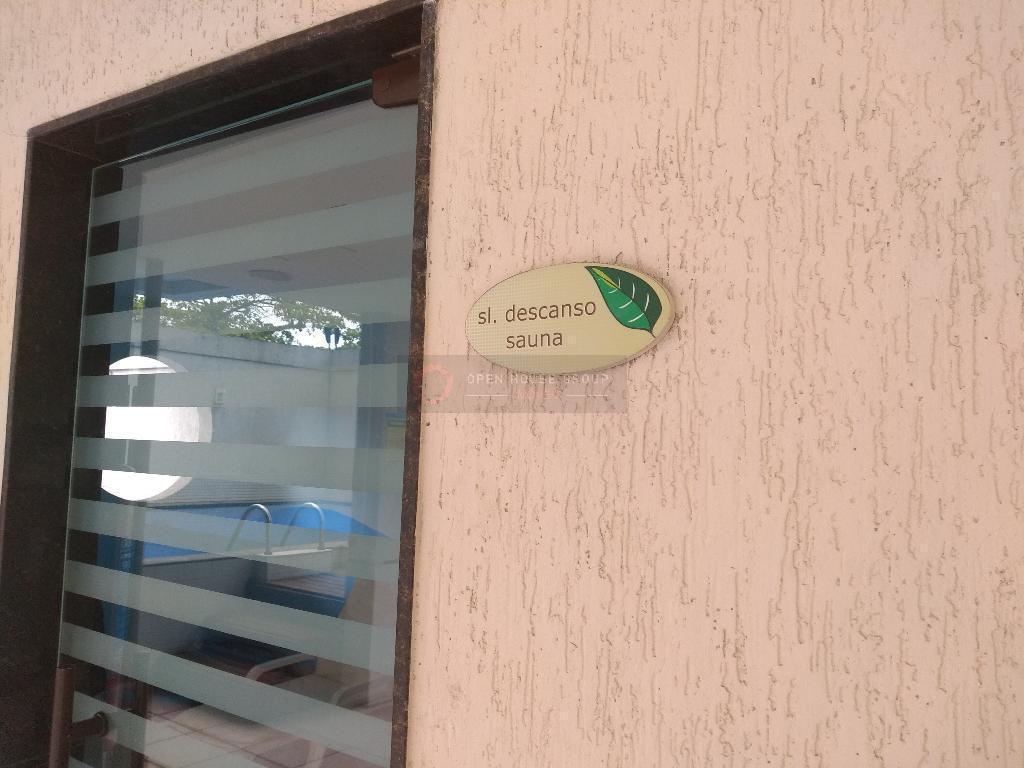 sl. descanso
sauna
OPEN HOUSE GROUP